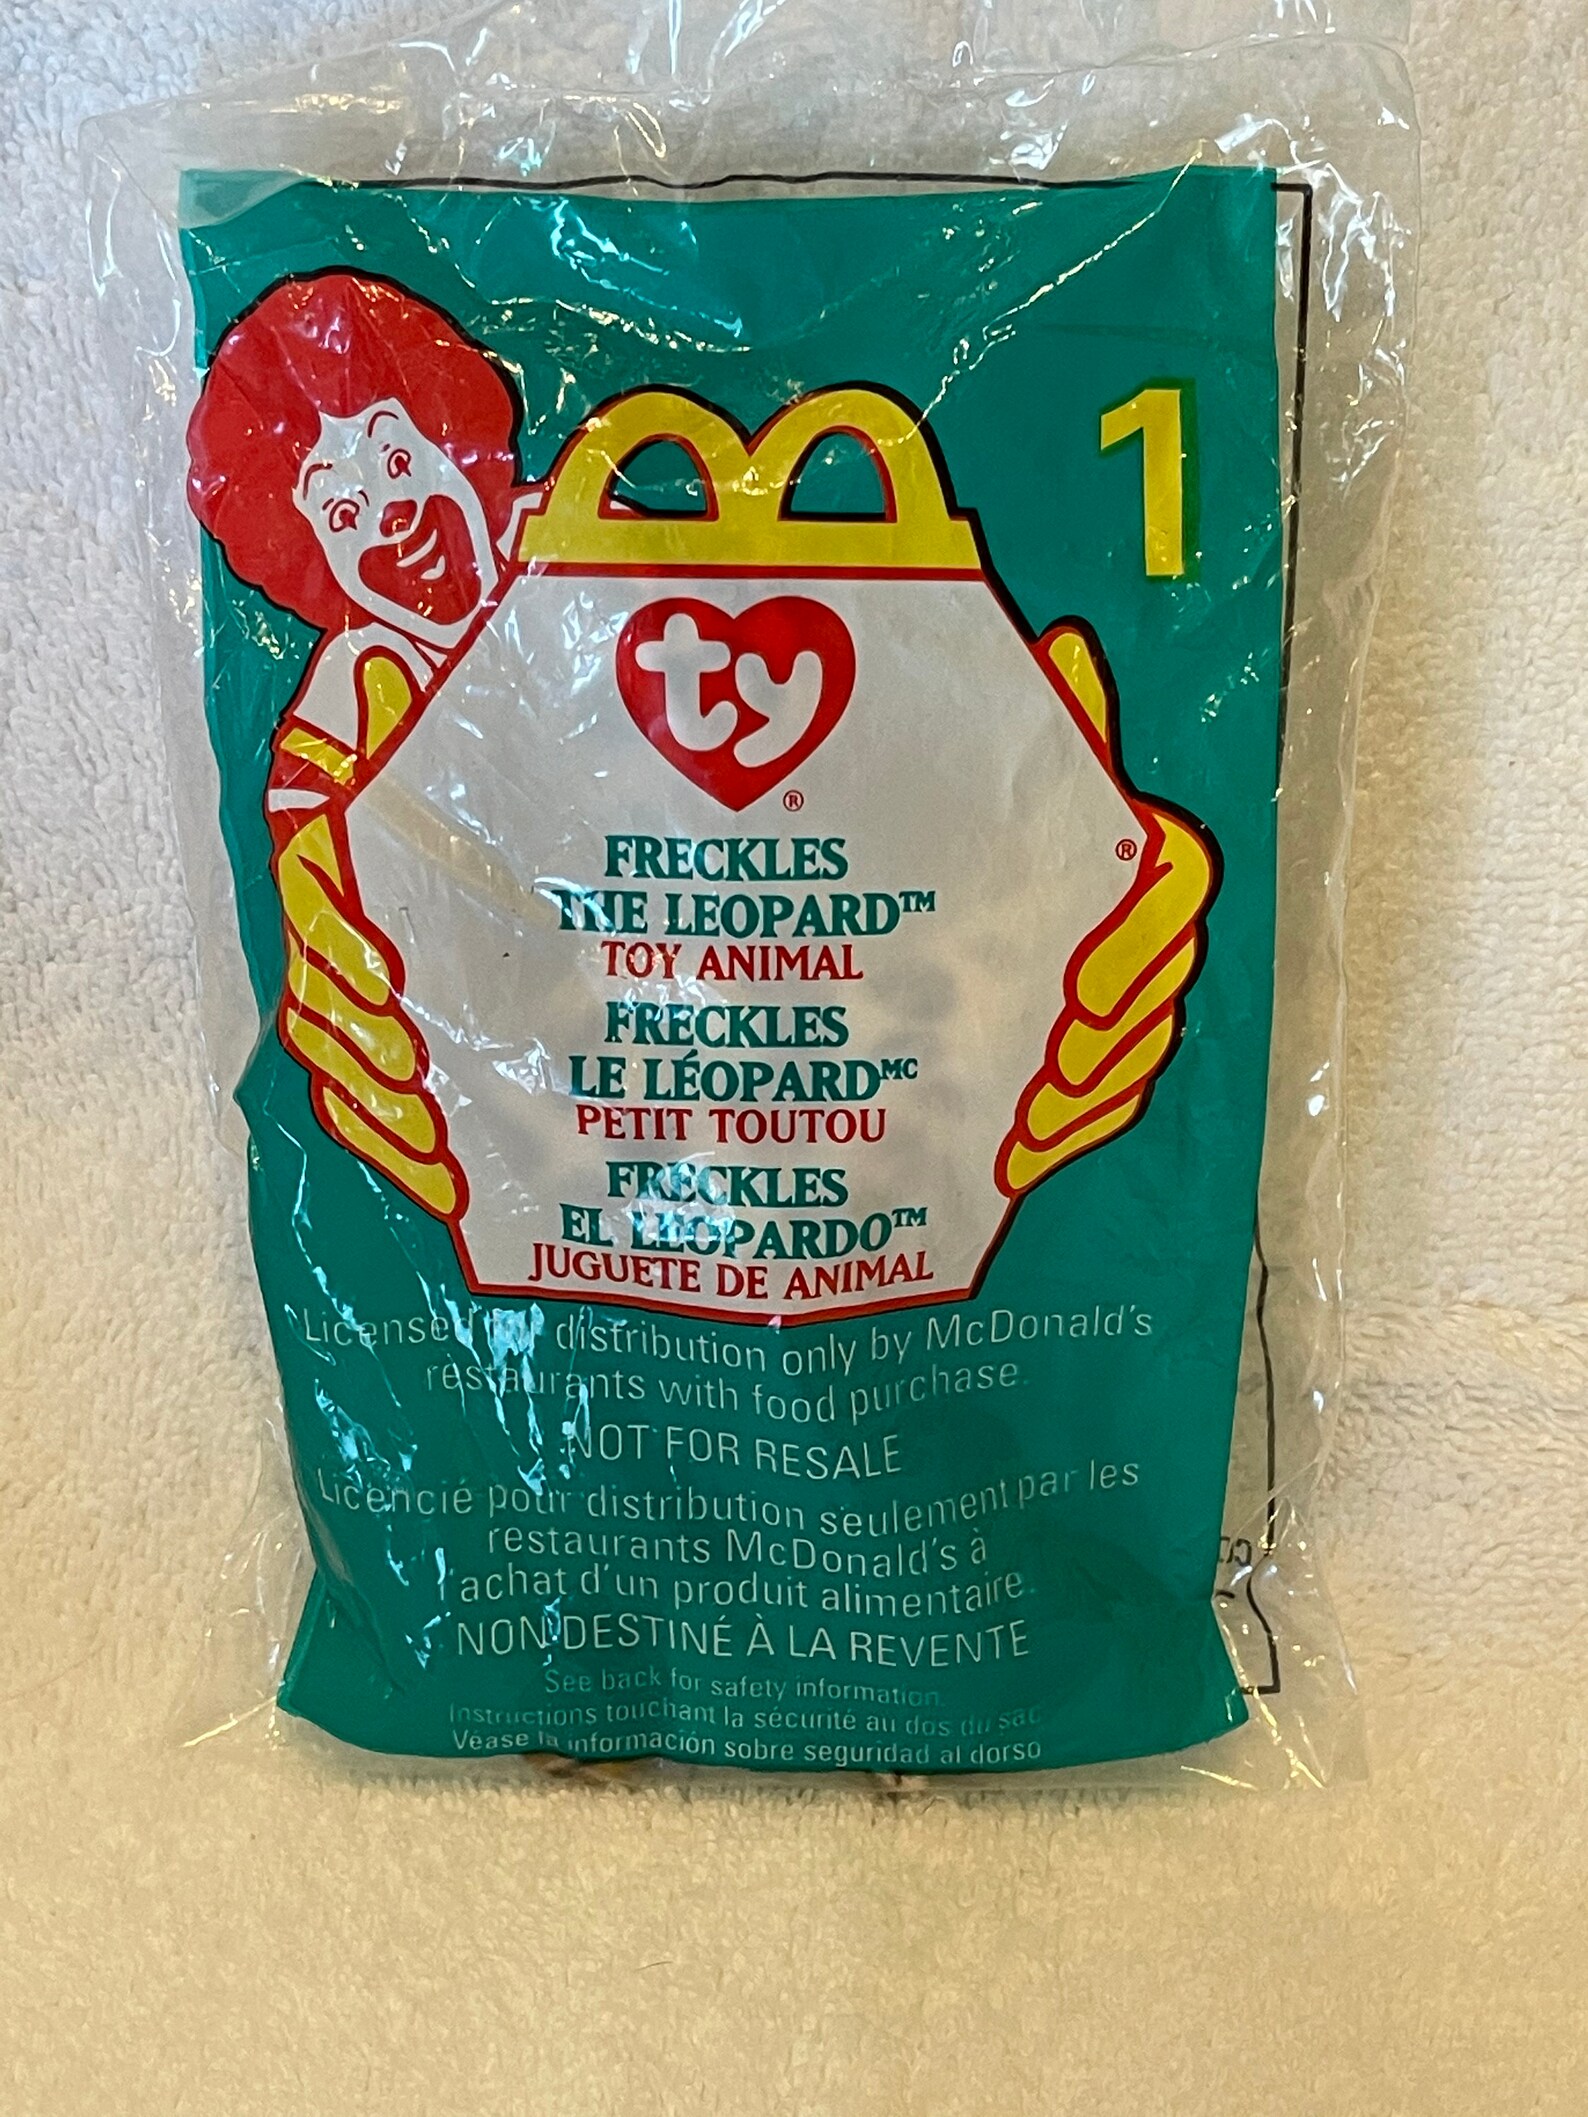 1
ty
®
FRECKLES
THE LEOPARD™
TOY ANIMAL
®
FRECKLES
LE LÉOPARDMC
PETIT TOUTOU
FRECKLES
EL LEOPARDO™
JUGUETE DE ANIMAL
Licensed for distribution only by McDonald's
restaurants with food purchase.
NOT FOR RESALE
Licencié pour distribution seulement par les
restaurants McDonald's à
l'achat d'un produit alimentaire.
NON DESTINÉ À LA REVENTE
See back for safety information.
Instructions touchant la sécurité au dos du sac
Véase la información sobre seguridad al dorso